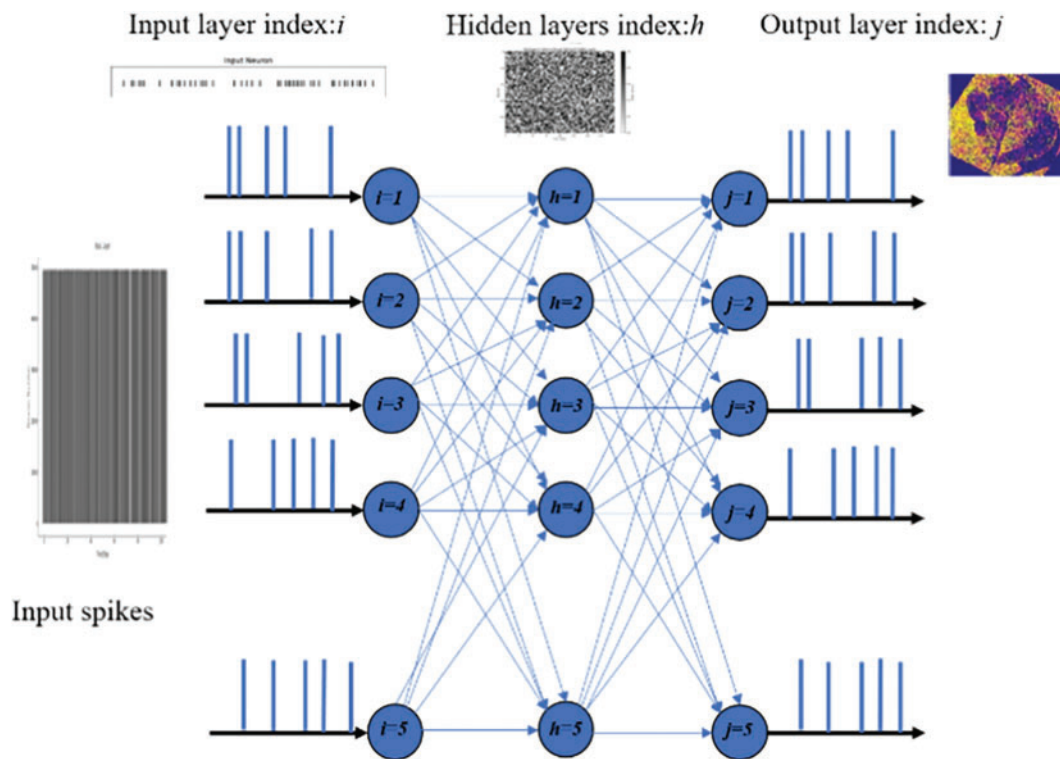 Input layer index:i
Hidden layers index:h
Output layer index: j
Input Neuron
i=1
h=1
j=1
i=2
h=2
j=2
i=3
h=3
j=3
i=4
h=4
j=4
Input spikes
i=5
h=5
j=5